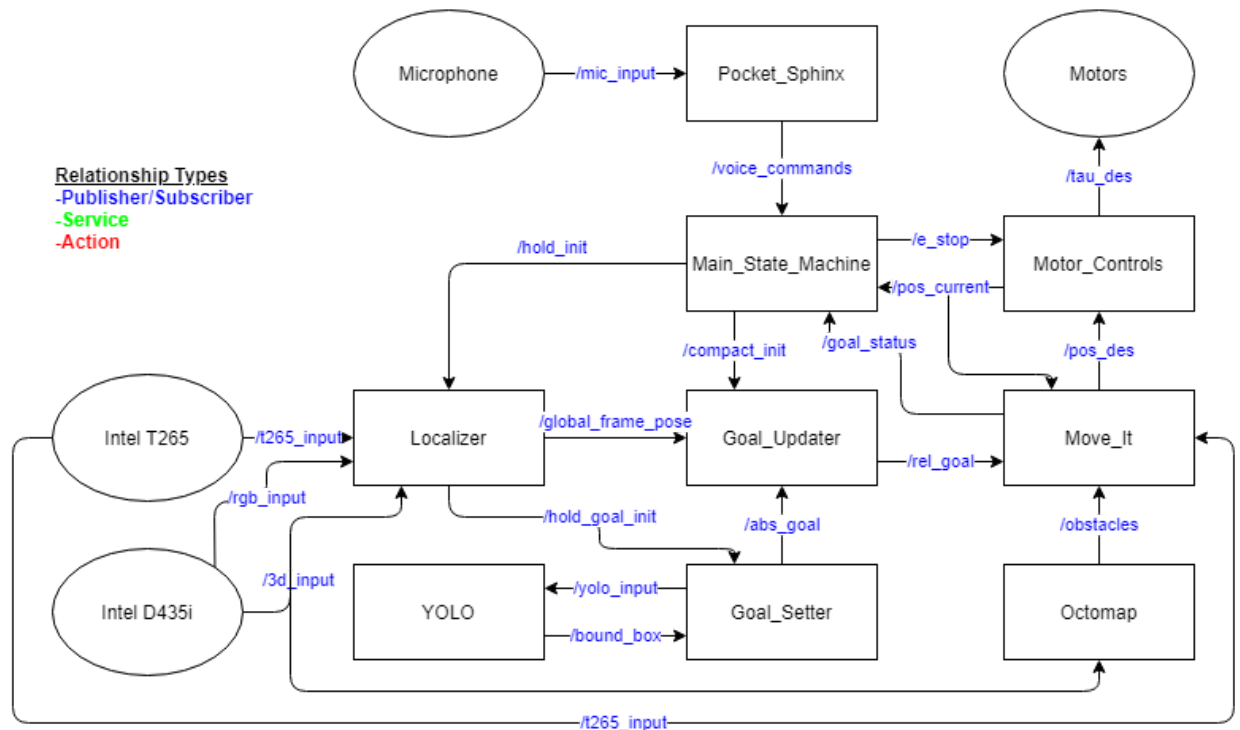 Microphone
/mic_input
Pocket_Sphinx
Motors
/voice_commands
/tau_des
Relationship Types
-Publisher/Subscriber
-Service
-Action
/hold_init
Main_State_Machine
/e_stop
Motor_Controls
/pos_current
/compact_init
/goal_status
/pos_des
Intel T265
/t265_input
Localizer
/global_frame_pose
Goal_Updater
/rel_goal
Move_It
/rgb_input
/hold_goal_init
/abs_goal
/obstacles
/3d_input
Intel D435i
YOLO
/yolo_input
/bound_box
Goal_Setter
Octomap
/t265_input